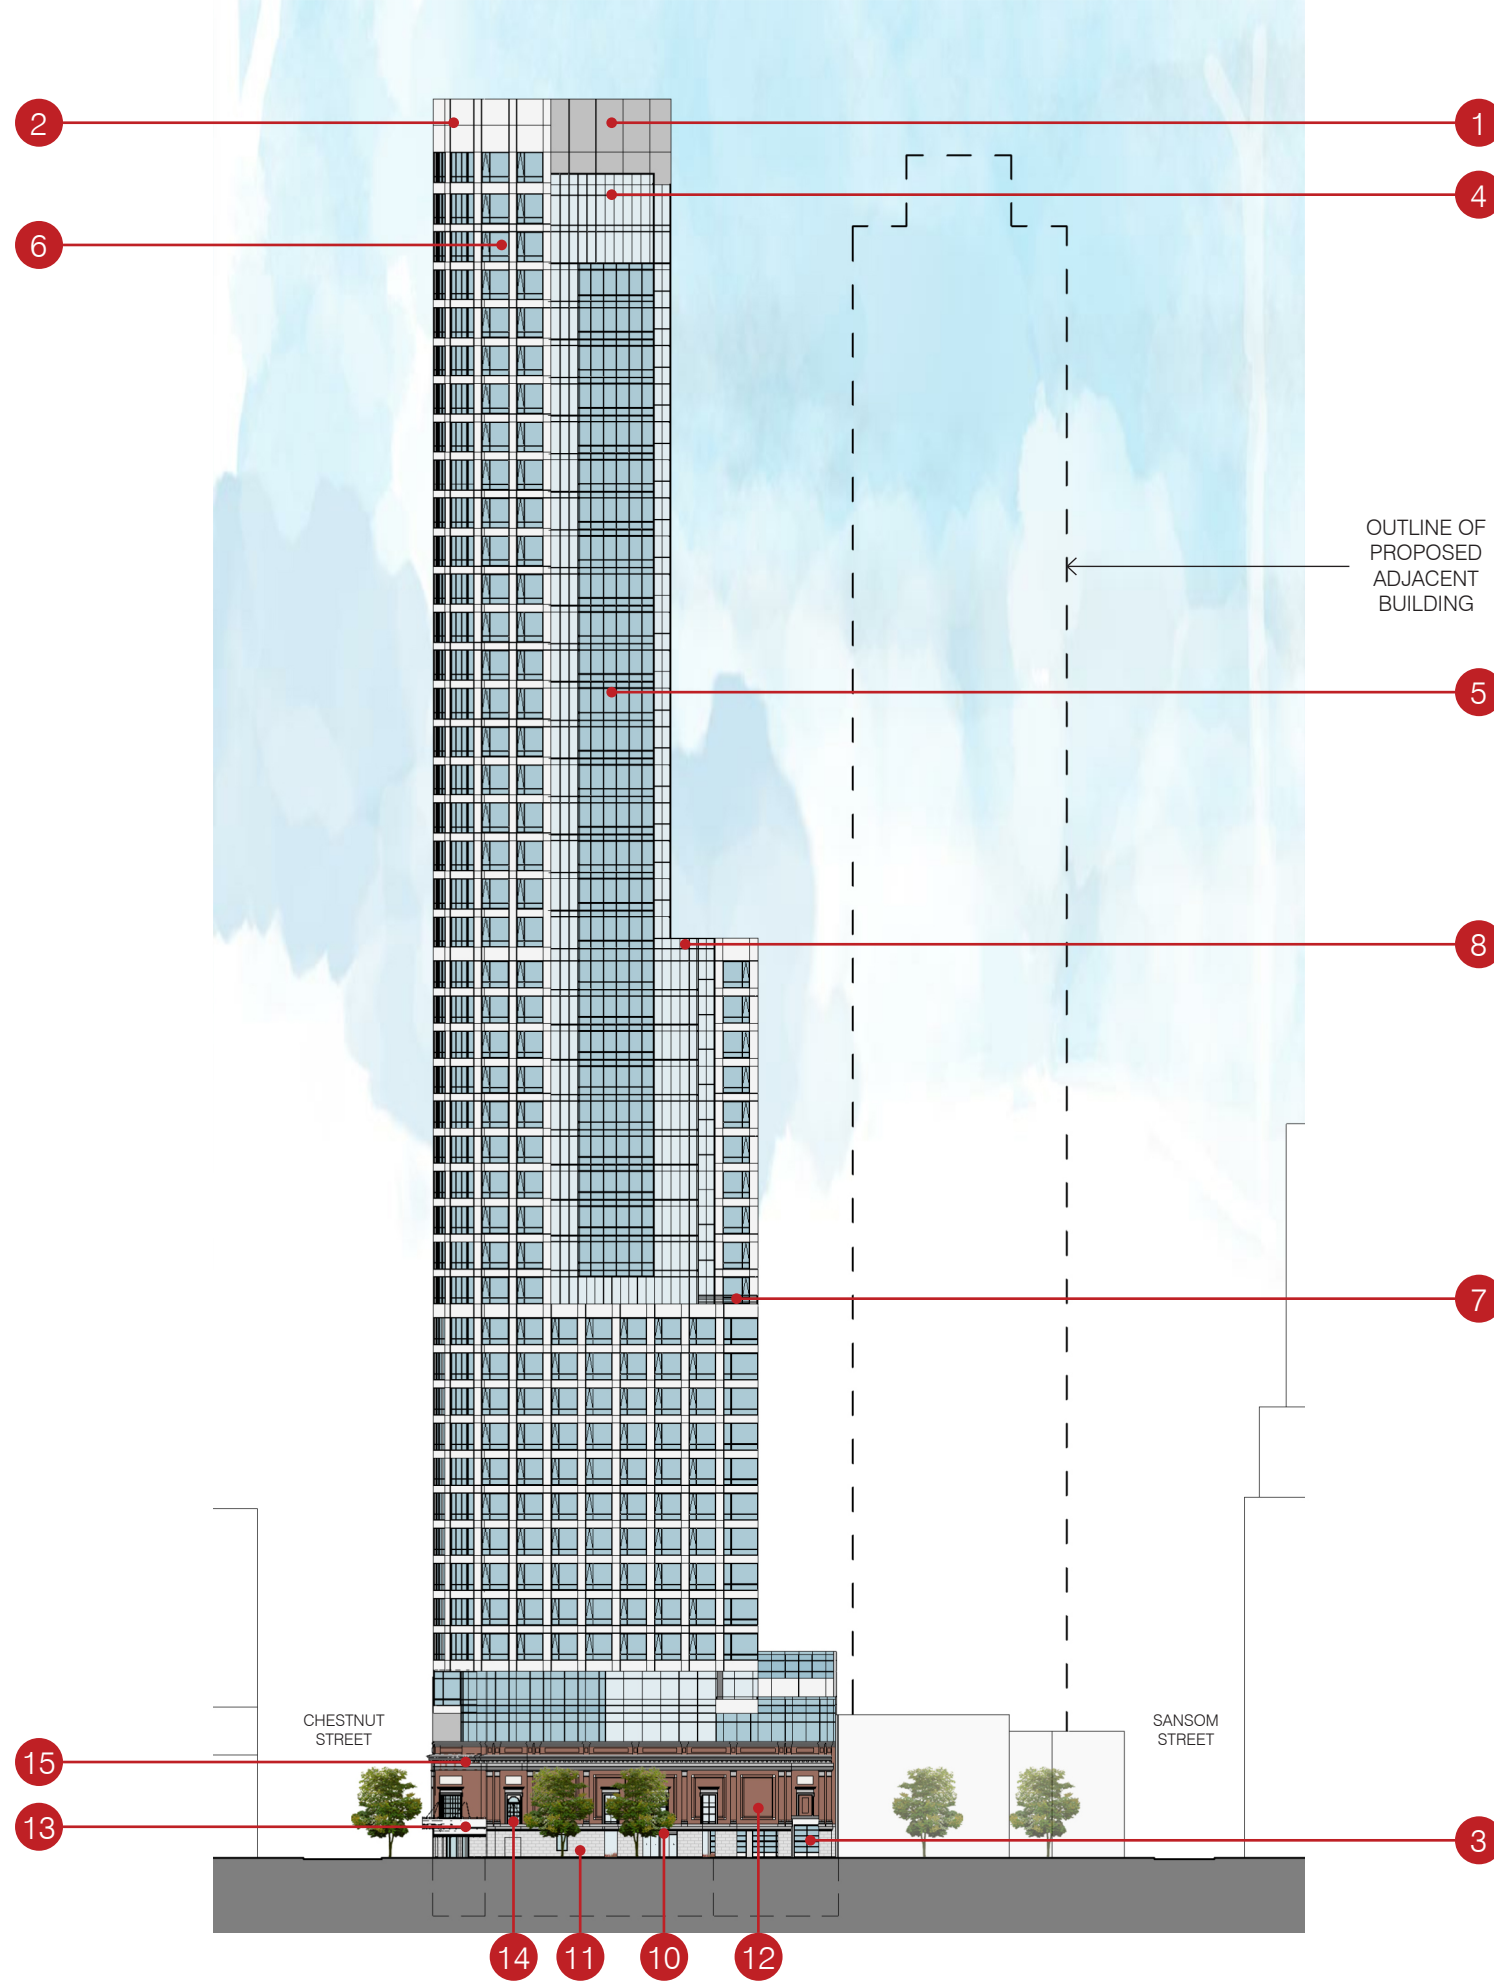 2
1
4
6
OUTLINE OF
PROPOSED
ADJACENT
BUILDING
5
8
7
CHESTNUT
STREET
SANSOM
STREET
15
13
3
14
11
10
12